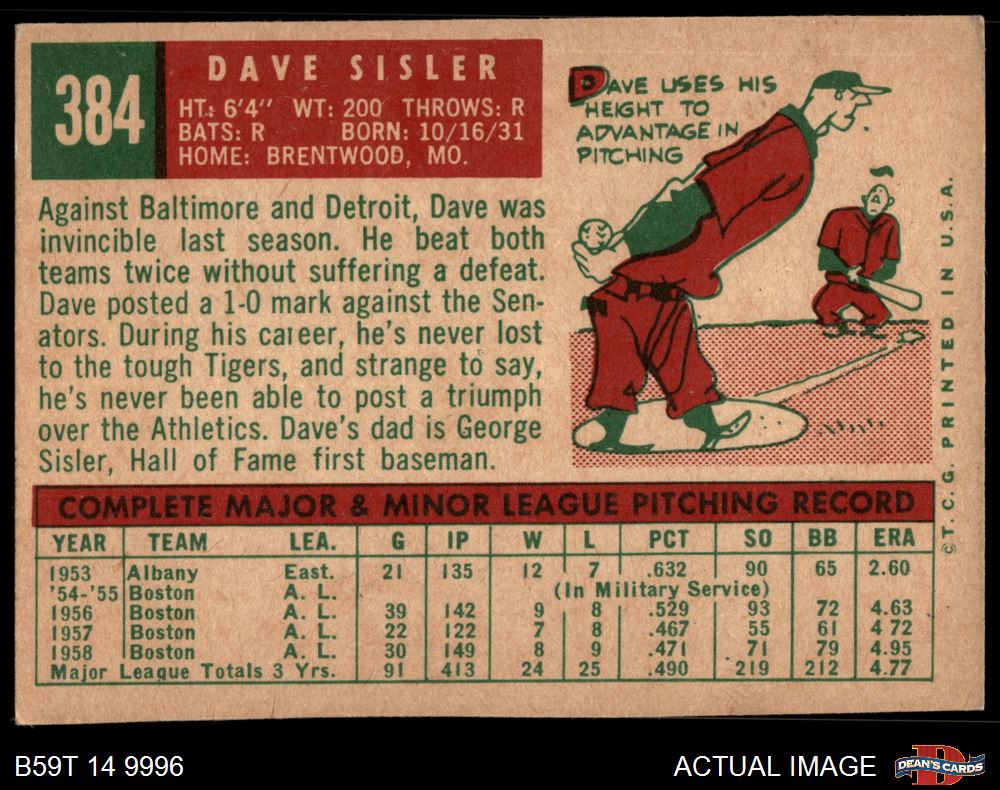 384
DAVE SISLER
HT: 6'4" WT: 200 THROWS: R
BATS: R BORN: 10/16/31
HOME: BRENTWOOD, MO.
DAVE USES HIS
HEIGHT TO
ADVANTAGE IN
PITCHING
Against Baltimore and Detroit, Dave was
invincible last season. He beat both
teams twice without suffering a defeat.
Dave posted a 1-0 mark against the Sen-
ators. During his career, he's never lost
to the tough Tigers, and strange to say,
he's never been able to post a triumph
over the Athletics. Dave's dad is George
Sisler, Hall of Fame first baseman.
©T.C.G. PRINTED IN U.S.A.
COMPLETE MAJOR & MINOR LEAGUE PITCHING RECORD
YEAR TEAM LEA. G IP W L PCT SO BB ERA
1953 Albany East. 21 135 12 7 .632 90 65 2.60
'54-'55 Boston A. L. (In Military Service)
1956 Boston A. L. 39 142 9 8 .529 93 72 4.63
1957 Boston A. L. 22 122 7 8 .467 55 61 4 72
1958 Boston A. L. 30 149 8 9 .471 71 79 4.95
Major League Totals 3 Yrs. 91 413 24 25 .490 219 212 4.77
B59T 14 9996
ACTUAL IMAGE
DEAN'S CARDS